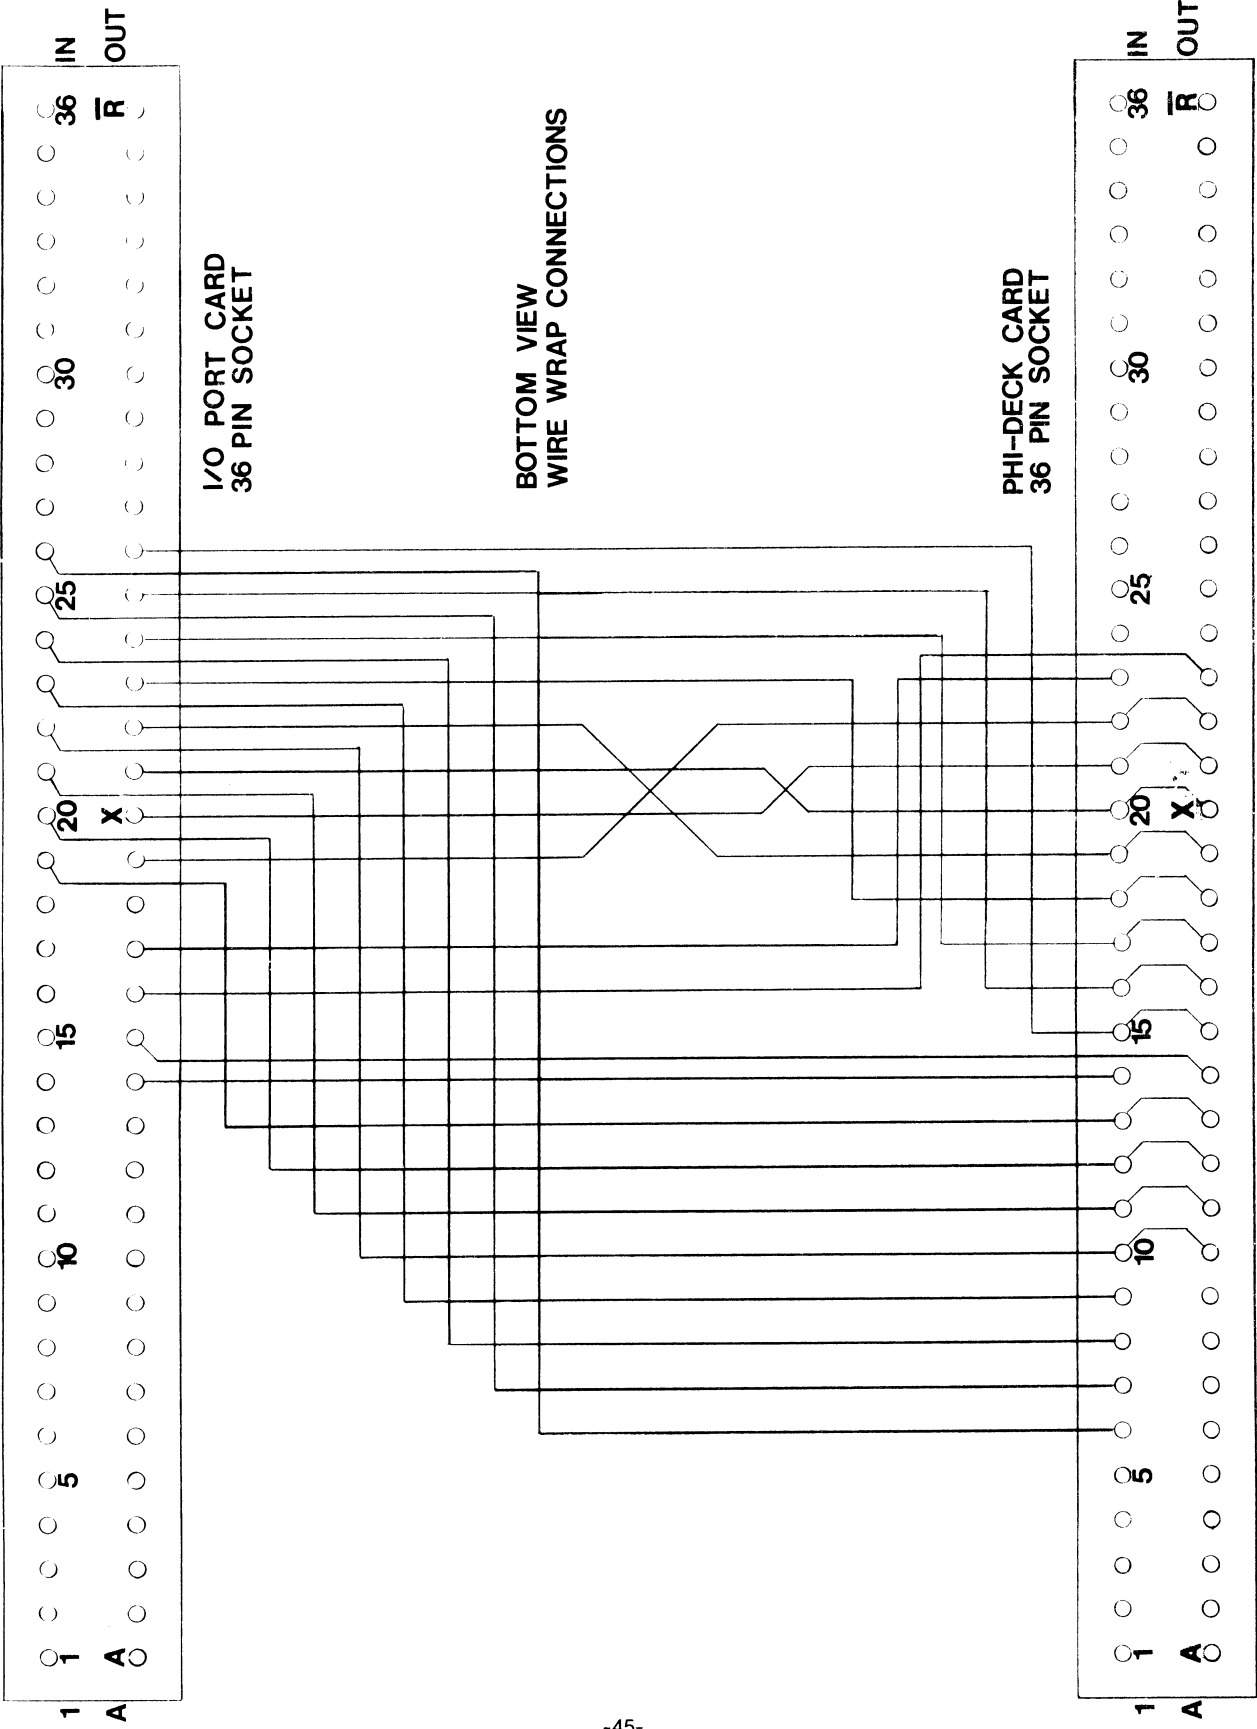 IN
OUT
36
R̅
30
25
20
X
15
10
5
1
A
1
A
I/O PORT CARD
36 PIN SOCKET
BOTTOM VIEW
WIRE WRAP CONNECTIONS
PHI-DECK CARD
36 PIN SOCKET
IN
OUT
36
R̅
30
25
20
X
15
10
5
1
A
1
A
-45-